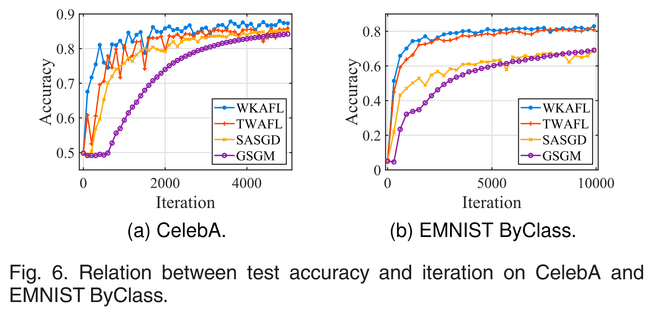 0.9
0.8
0.7
0.6
0.5
Accuracy
WKAFL
TWAFL
SASGD
GSGM
0
2000
4000
Iteration
(a) CelebA.
0.8
0.6
0.4
0.2
0
Accuracy
WKAFL
TWAFL
SASGD
GSGM
0
5000
10000
Iteration
(b) EMNIST ByClass.
Fig. 6. Relation between test accuracy and iteration on CelebA and
EMNIST ByClass.